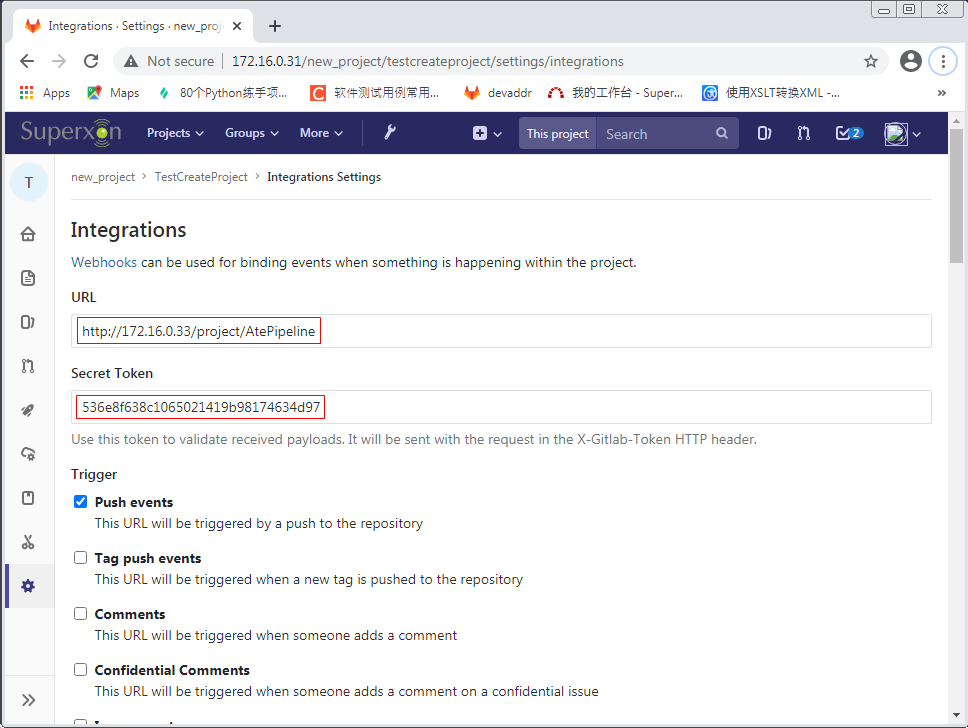 Integrations · Settings · new_proj
Not secure
172.16.0.31/new_project/testcreateproject/settings/integrations
Apps
Maps
80个Python练手项...
软件测试用例常用...
devaddr
我的工作台 - Super...
使用XSLT转换XML -...
»
Superxon
Projects
Groups
More
This project
Search
2
T
new_project > TestCreateProject > Integrations Settings
Integrations
Webhooks can be used for binding events when something is happening within the project.
URL
http://172.16.0.33/project/AtePipeline
Secret Token
536e8f638c1065021419b98174634d97
Use this token to validate received payloads. It will be sent with the request in the X-Gitlab-Token HTTP header.
Trigger
Push events
This URL will be triggered by a push to the repository
Tag push events
This URL will be triggered when a new tag is pushed to the repository
Comments
This URL will be triggered when someone adds a comment
Confidential Comments
This URL will be triggered when someone adds a comment on a confidential issue